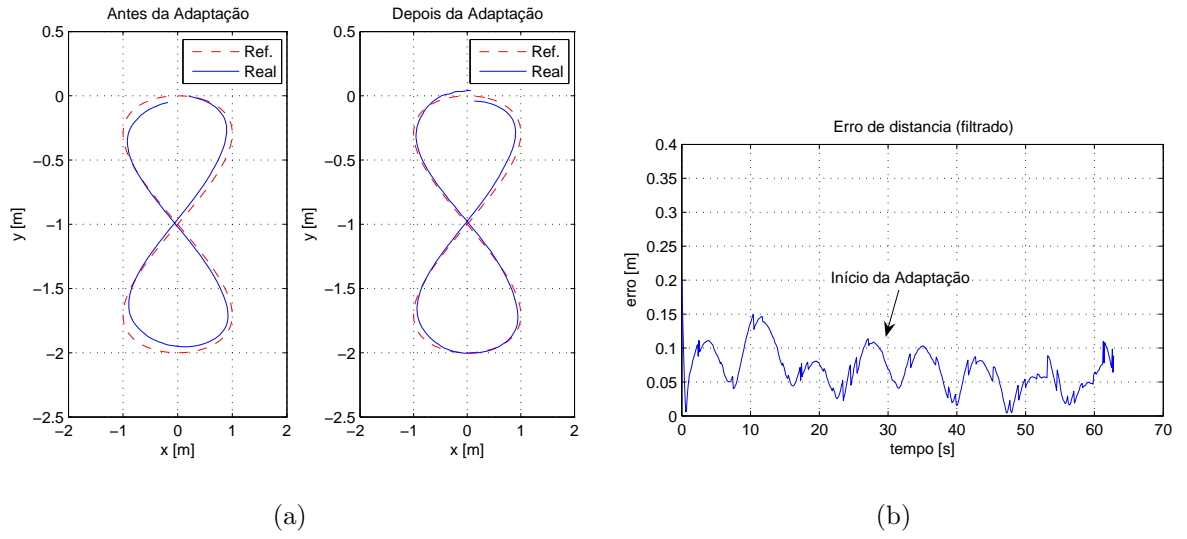 Antes da Adaptação
0.5
0
−0.5
−1
−1.5
−2
−2.5
−2 −1 0 1 2
x [m]
y [m]
Ref.
Real
Depois da Adaptação
0.5
0
−0.5
−1
−1.5
−2
−2.5
−2 −1 0 1 2
x [m]
y [m]
Ref.
Real
(a)
Erro de distancia (filtrado)
0.4
0.35
0.3
0.25
0.2
0.15
0.1
0.05
0
0 10 20 30 40 50 60 70
tempo [s]
erro [m]
Início da Adaptação
(b)